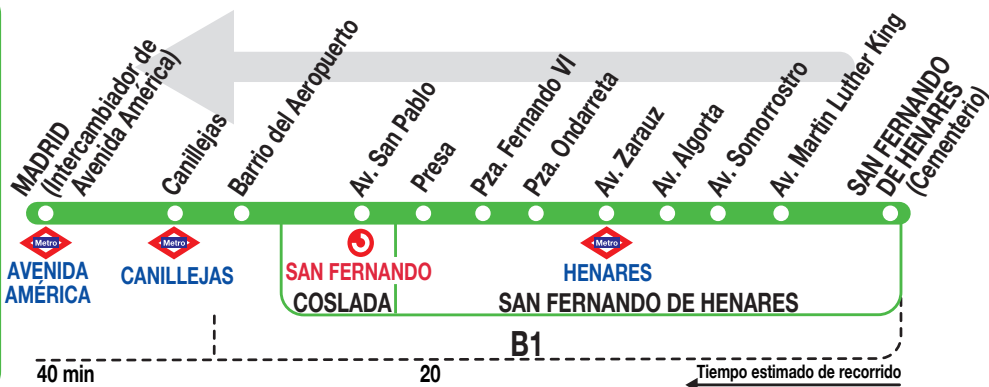 MADRID
(Intercambiador de
Avenida América)
Canillejas
Barrio del Aeropuerto
Av. San Pablo
Presa
Pza. Fernando VI
Pza. Ondarreta
Av. Zarauz
Av. Algorta
Av. Somorrostro
Av. Martin Luther King
SAN FERNANDO
DE HENARES
(Cementerio)
Metro
AVENIDA
AMÉRICA
Metro
CANILLEJAS
SAN FERNANDO
Metro
HENARES
COSLADA
SAN FERNANDO DE HENARES
B1
40 min
20
Tiempo estimado de recorrido